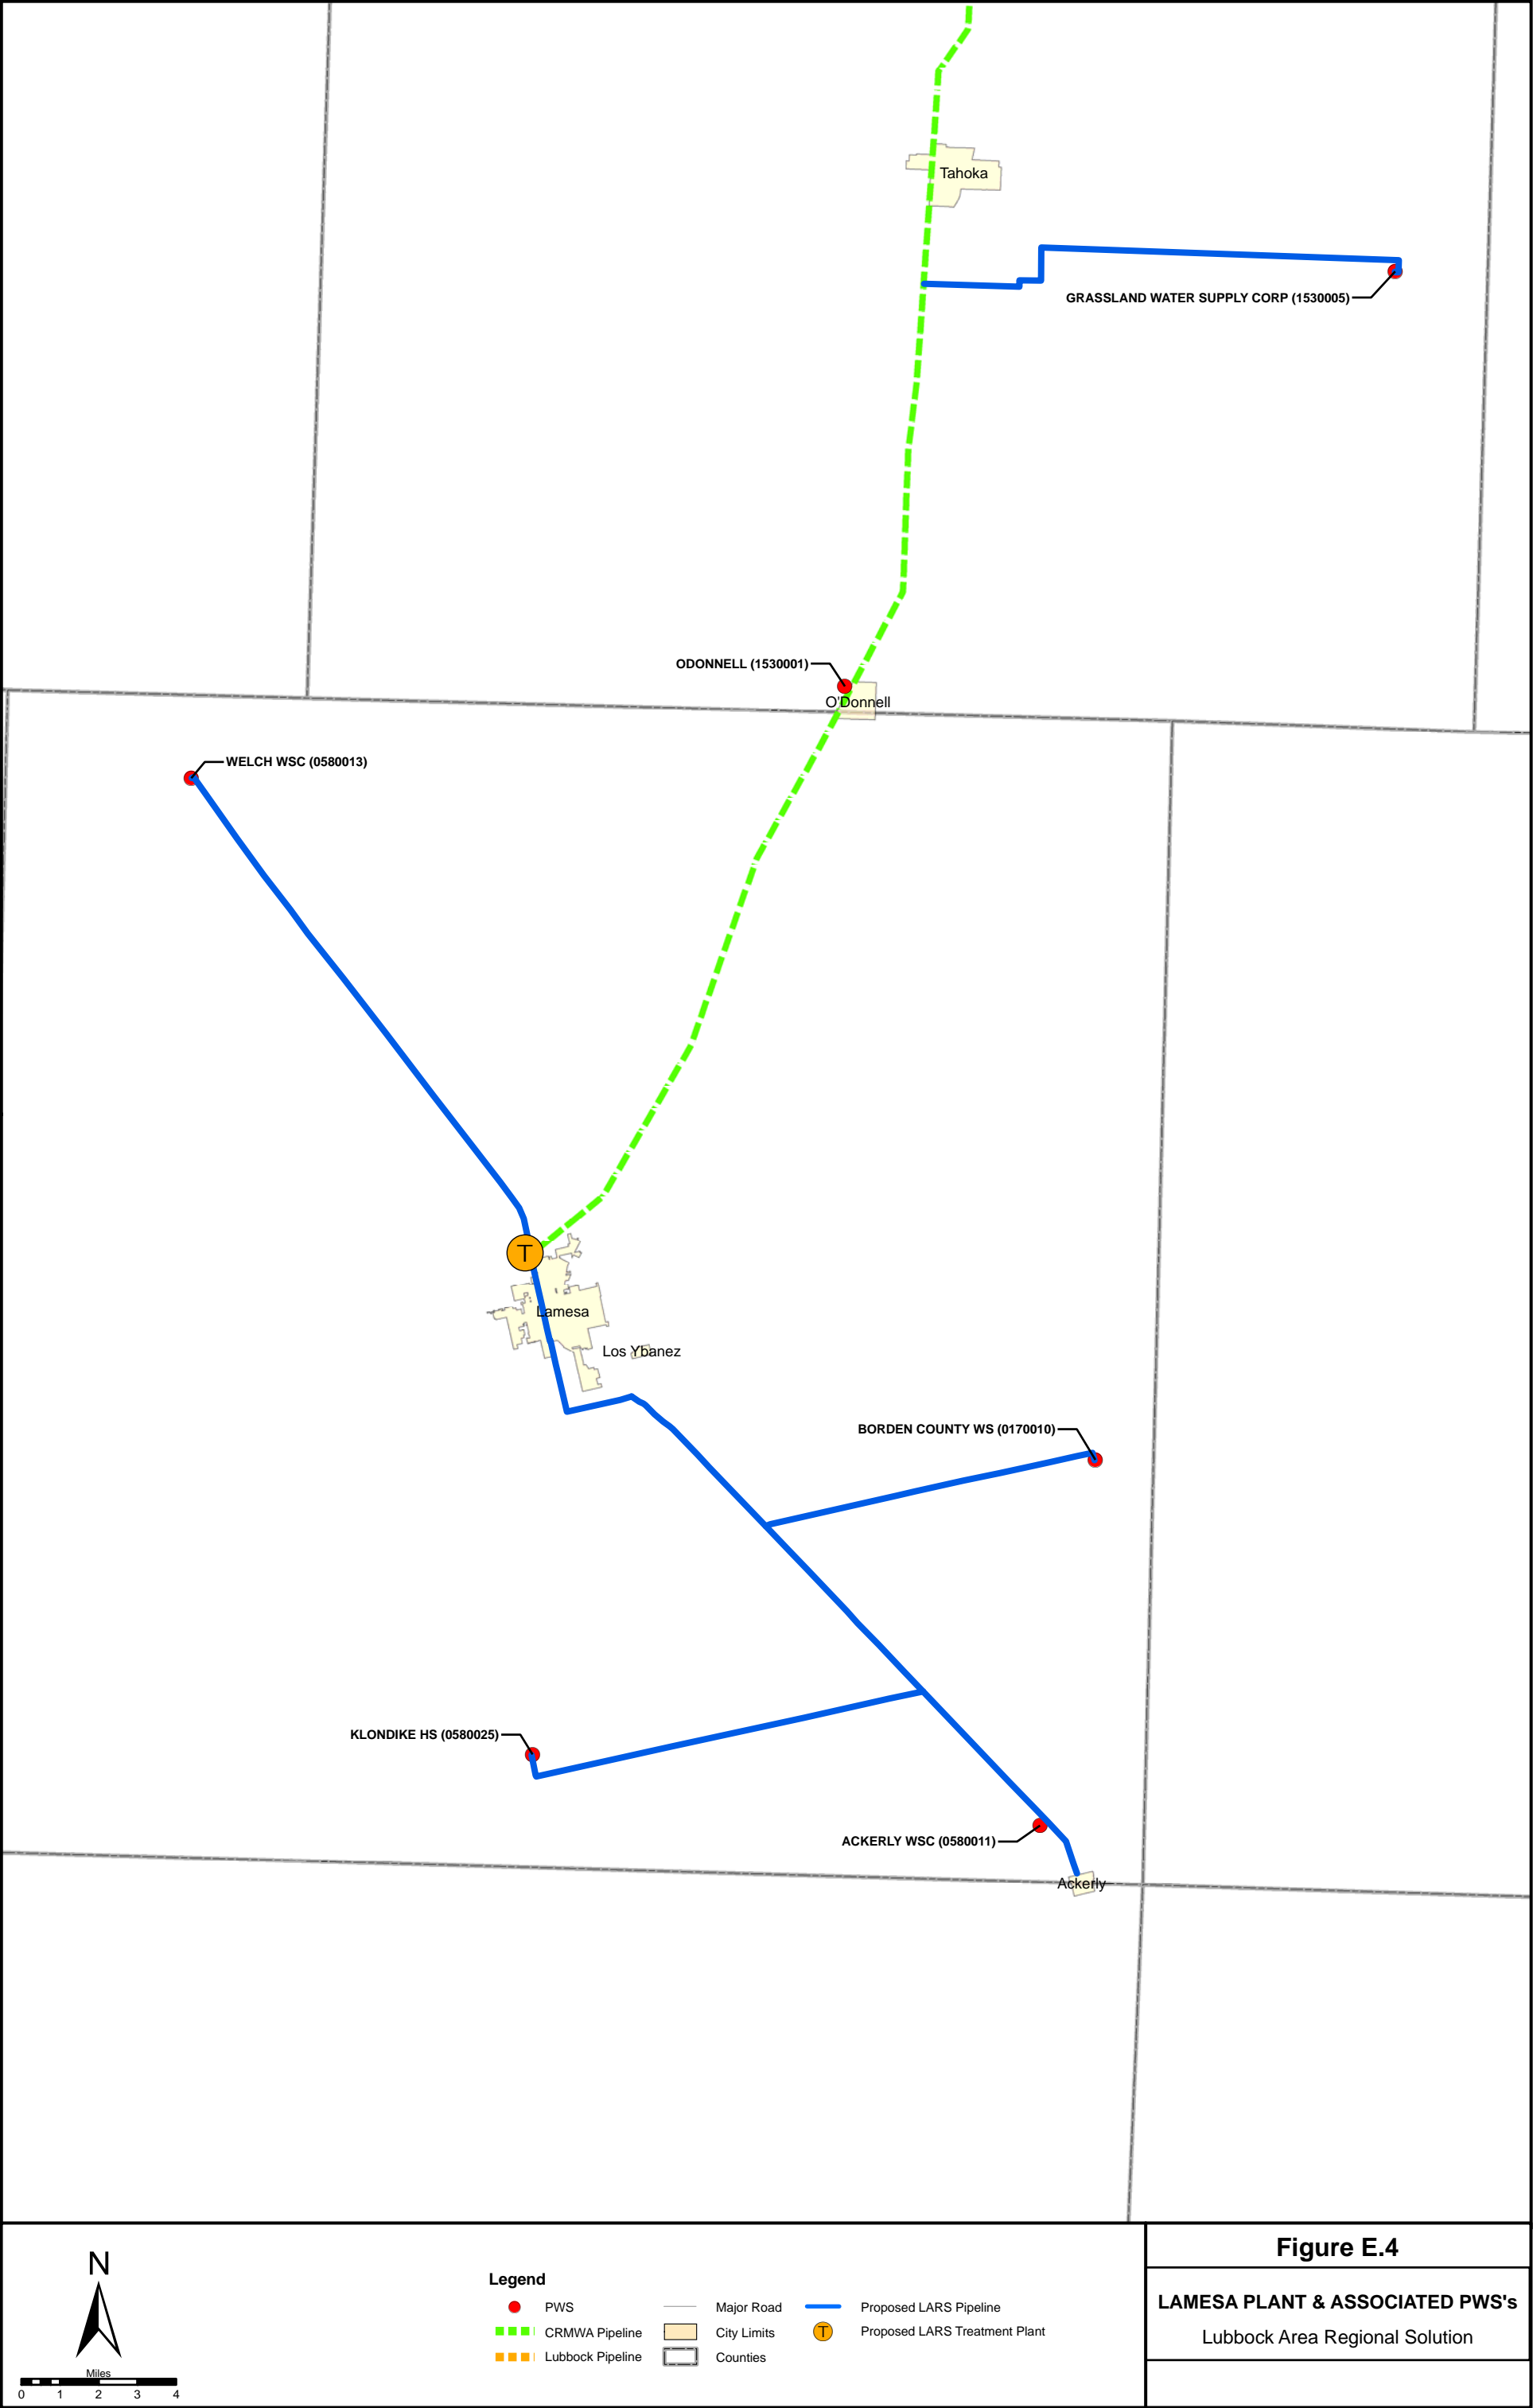 Tahoka
GRASSLAND WATER SUPPLY CORP (1530005)
ODONNELL (1530001)
O'Donnell
WELCH WSC (0580013)
T
Lamesa
Los Ybanez
BORDEN COUNTY WS (0170010)
KLONDIKE HS (0580025)
ACKERLY WSC (0580011)
Ackerly
N
Miles
0 1 2 3 4
Legend
PWS
CRMWA Pipeline
Lubbock Pipeline
Major Road
City Limits
Counties
Proposed LARS Pipeline
T Proposed LARS Treatment Plant
Figure E.4
LAMESA PLANT & ASSOCIATED PWS's
Lubbock Area Regional Solution